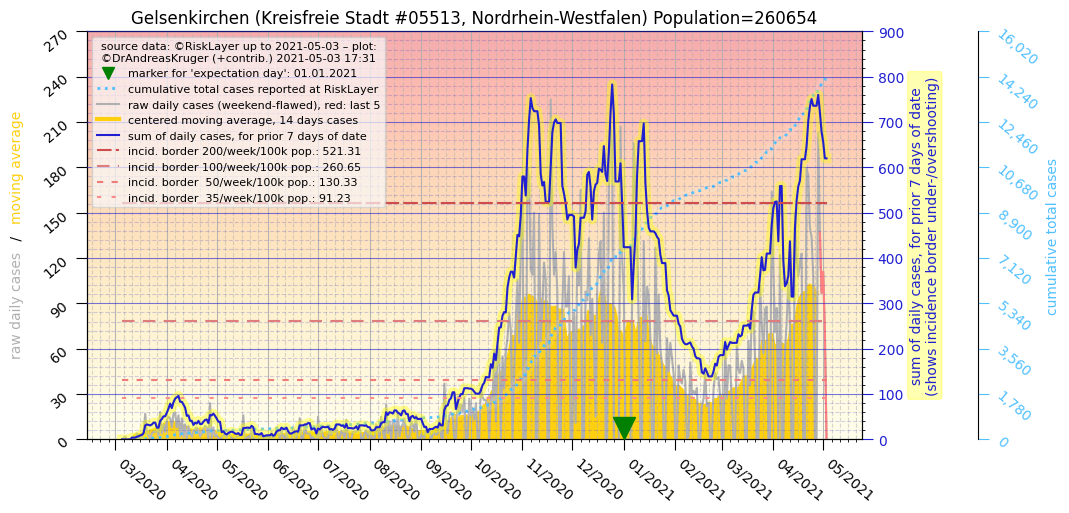 Gelsenkirchen (Kreisfreie Stadt #05513, Nordrhein-Westfalen) Population=260654
source data: ©RiskLayer up to 2021-05-03 – plot:
©DrAndreasKruger (+contrib.) 2021-05-03 17:31
marker for 'expectation day': 01.01.2021
cumulative total cases reported at RiskLayer
raw daily cases (weekend-flawed), red: last 5
centered moving average, 14 days cases
sum of daily cases, for prior 7 days of date
incid. border 200/week/100k pop.: 521.31
incid. border 100/week/100k pop.: 260.65
incid. border  50/week/100k pop.: 130.33
incid. border  35/week/100k pop.: 91.23
raw daily cases / moving average
270
240
210
180
150
120
90
60
30
0
03/2020
04/2020
05/2020
06/2020
07/2020
08/2020
09/2020
10/2020
11/2020
12/2020
01/2021
02/2021
03/2021
04/2021
05/2021
900
800
700
600
500
400
300
200
100
0
sum of daily cases, for prior 7 days of date
(shows incidence border under-/overshooting)
16,020
14,240
12,460
10,680
8,900
7,120
5,340
3,560
1,780
0
cumulative total cases